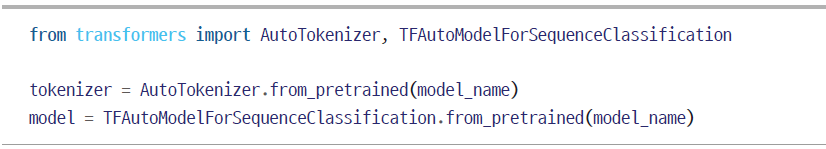 from transformers import AutoTokenizer, TFAutoModelForSequenceClassification
tokenizer = AutoTokenizer.from_pretrained(model_name)
model = TFAutoModelForSequenceClassification.from_pretrained(model_name)